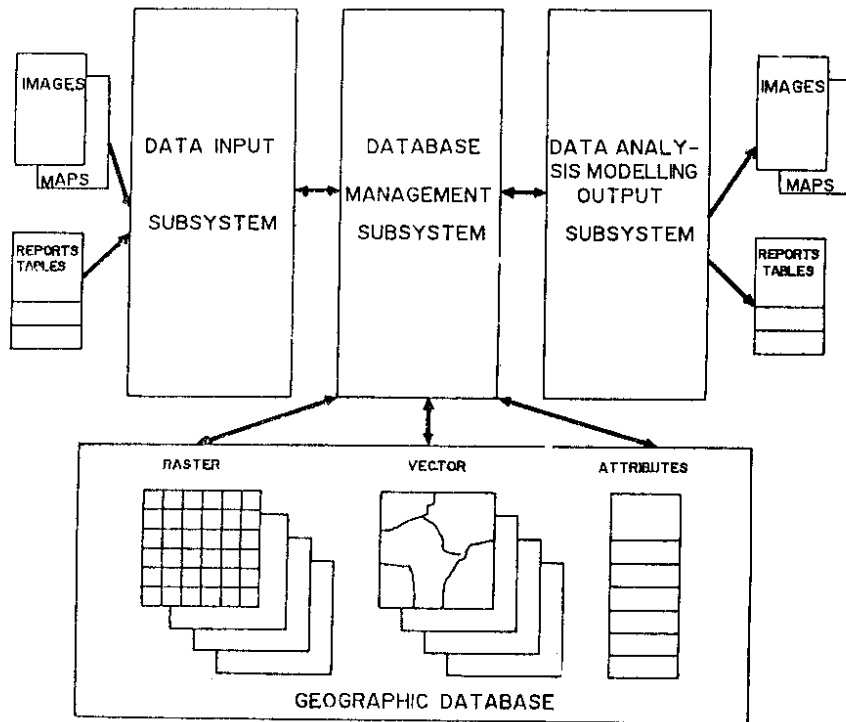 IMAGES
MAPS
REPORTS
TABLES
DATA INPUT
SUBSYSTEM
DATABASE
MANAGEMENT
SUBSYSTEM
DATA ANALY-
SIS MODELLING
OUTPUT
SUBSYSTEM
IMAGES
MAPS
REPORTS
TABLES
RASTER
VECTOR
ATTRIBUTES
GEOGRAPHIC DATABASE